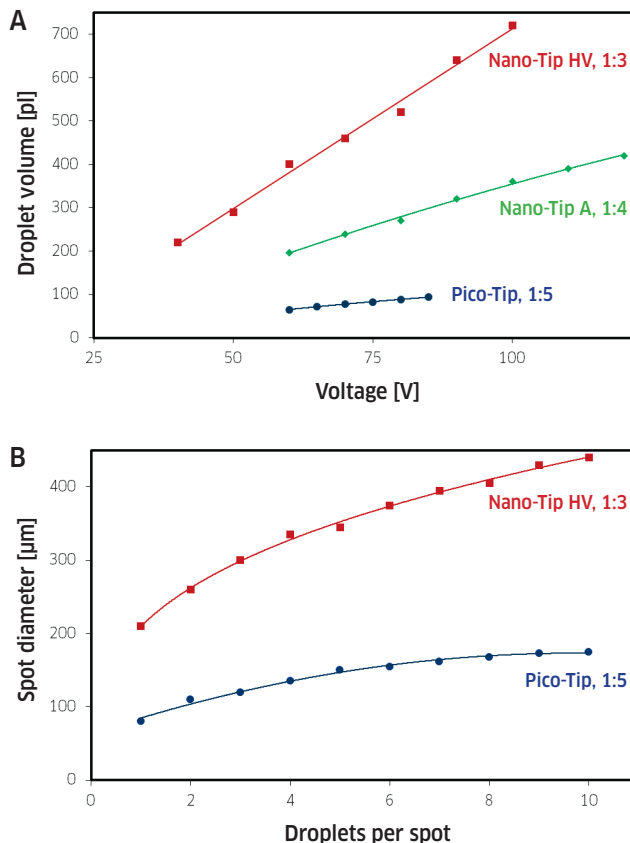 A
700
600
500
400
300
200
100
0
Droplet volume [pl]
Nano-Tip HV, 1:3
Nano-Tip A, 1:4
Pico-Tip, 1:5
25 50 75 100
Voltage [V]
B
400
300
200
100
0
Spot diameter [µm]
Nano-Tip HV, 1:3
Pico-Tip, 1:5
0 2 4 6 8 10
Droplets per spot